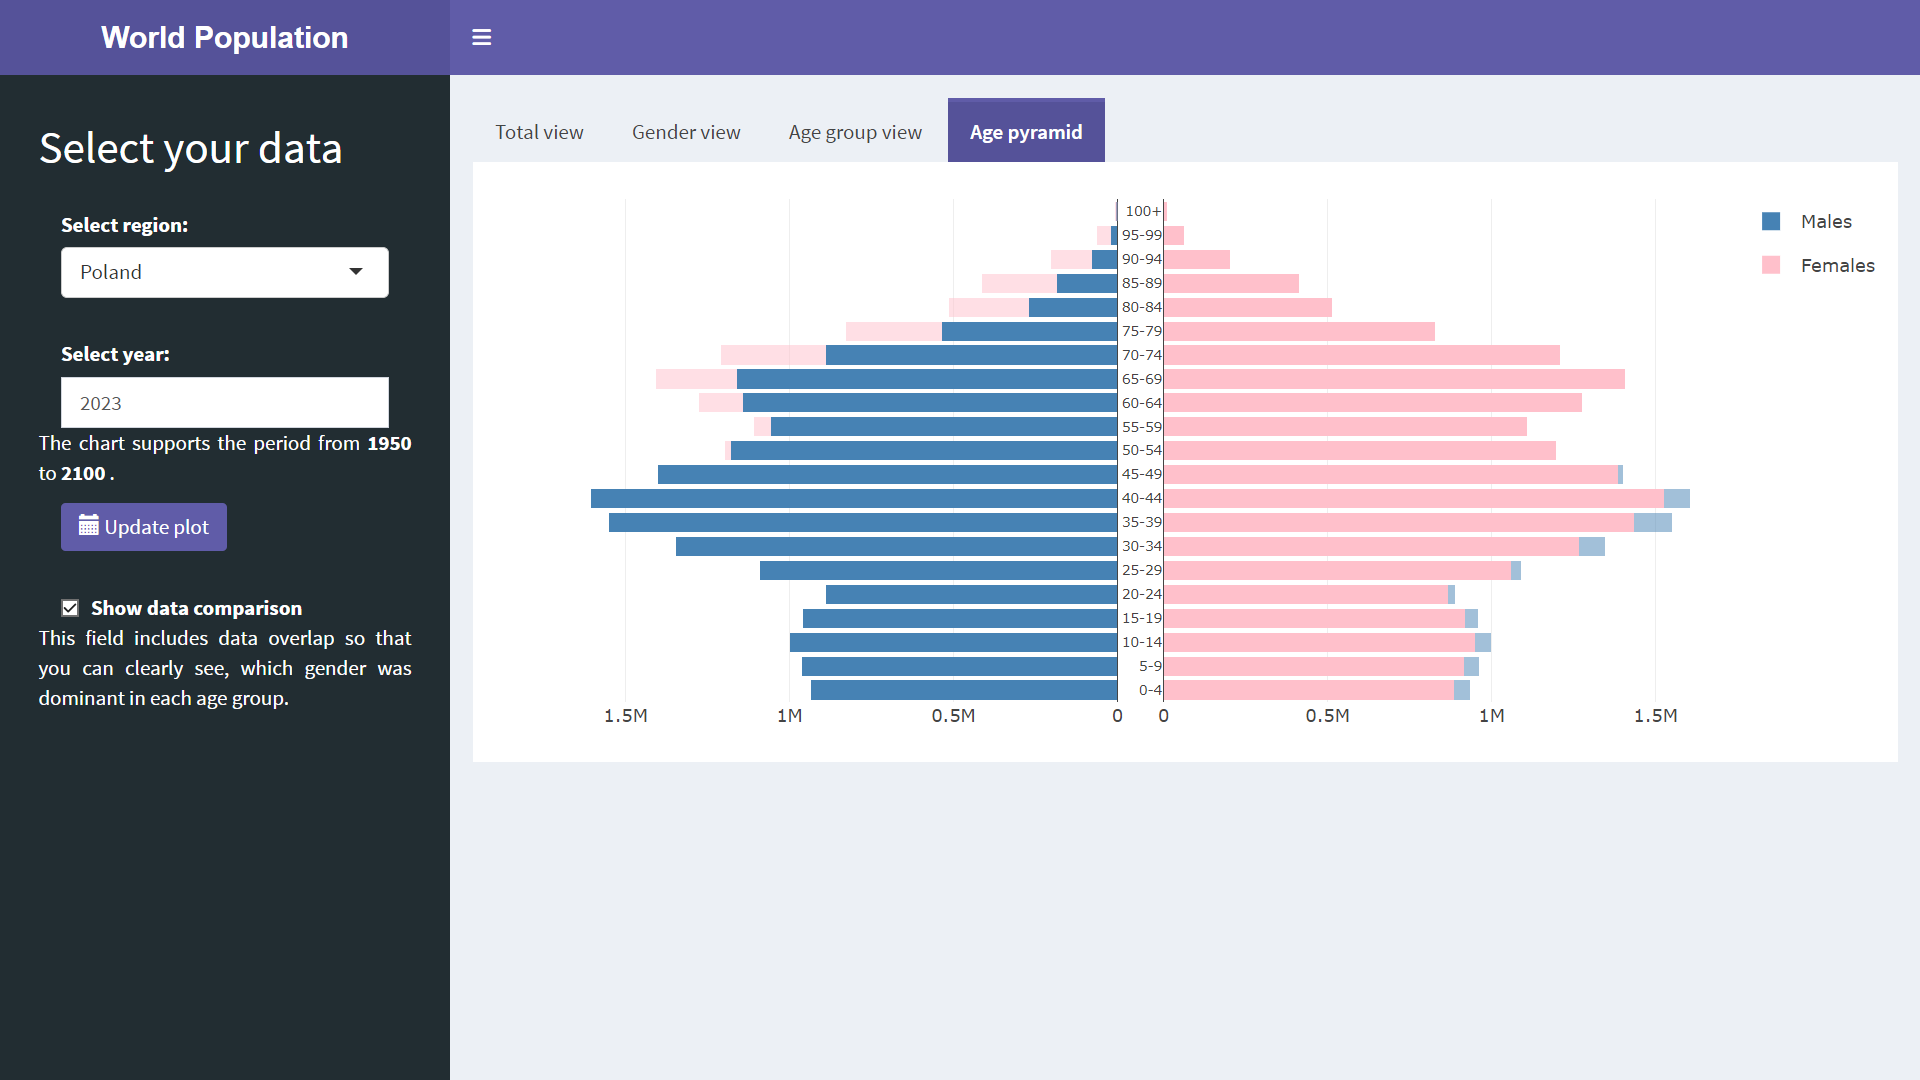 World Population
Select your data
Select region:
Poland
Select year:
2023
The chart supports the period from 1950
to 2100 .
Update plot
Show data comparison
This field includes data overlap so that
you can clearly see, which gender was
dominant in each age group.
Total view
Gender view
Age group view
Age pyramid
100+
95-99
90-94
85-89
80-84
75-79
70-74
65-69
60-64
55-59
50-54
45-49
40-44
35-39
30-34
25-29
20-24
15-19
10-14
5-9
0-4
1.5M 1M 0.5M 0 0 0.5M 1M 1.5M
Males
Females